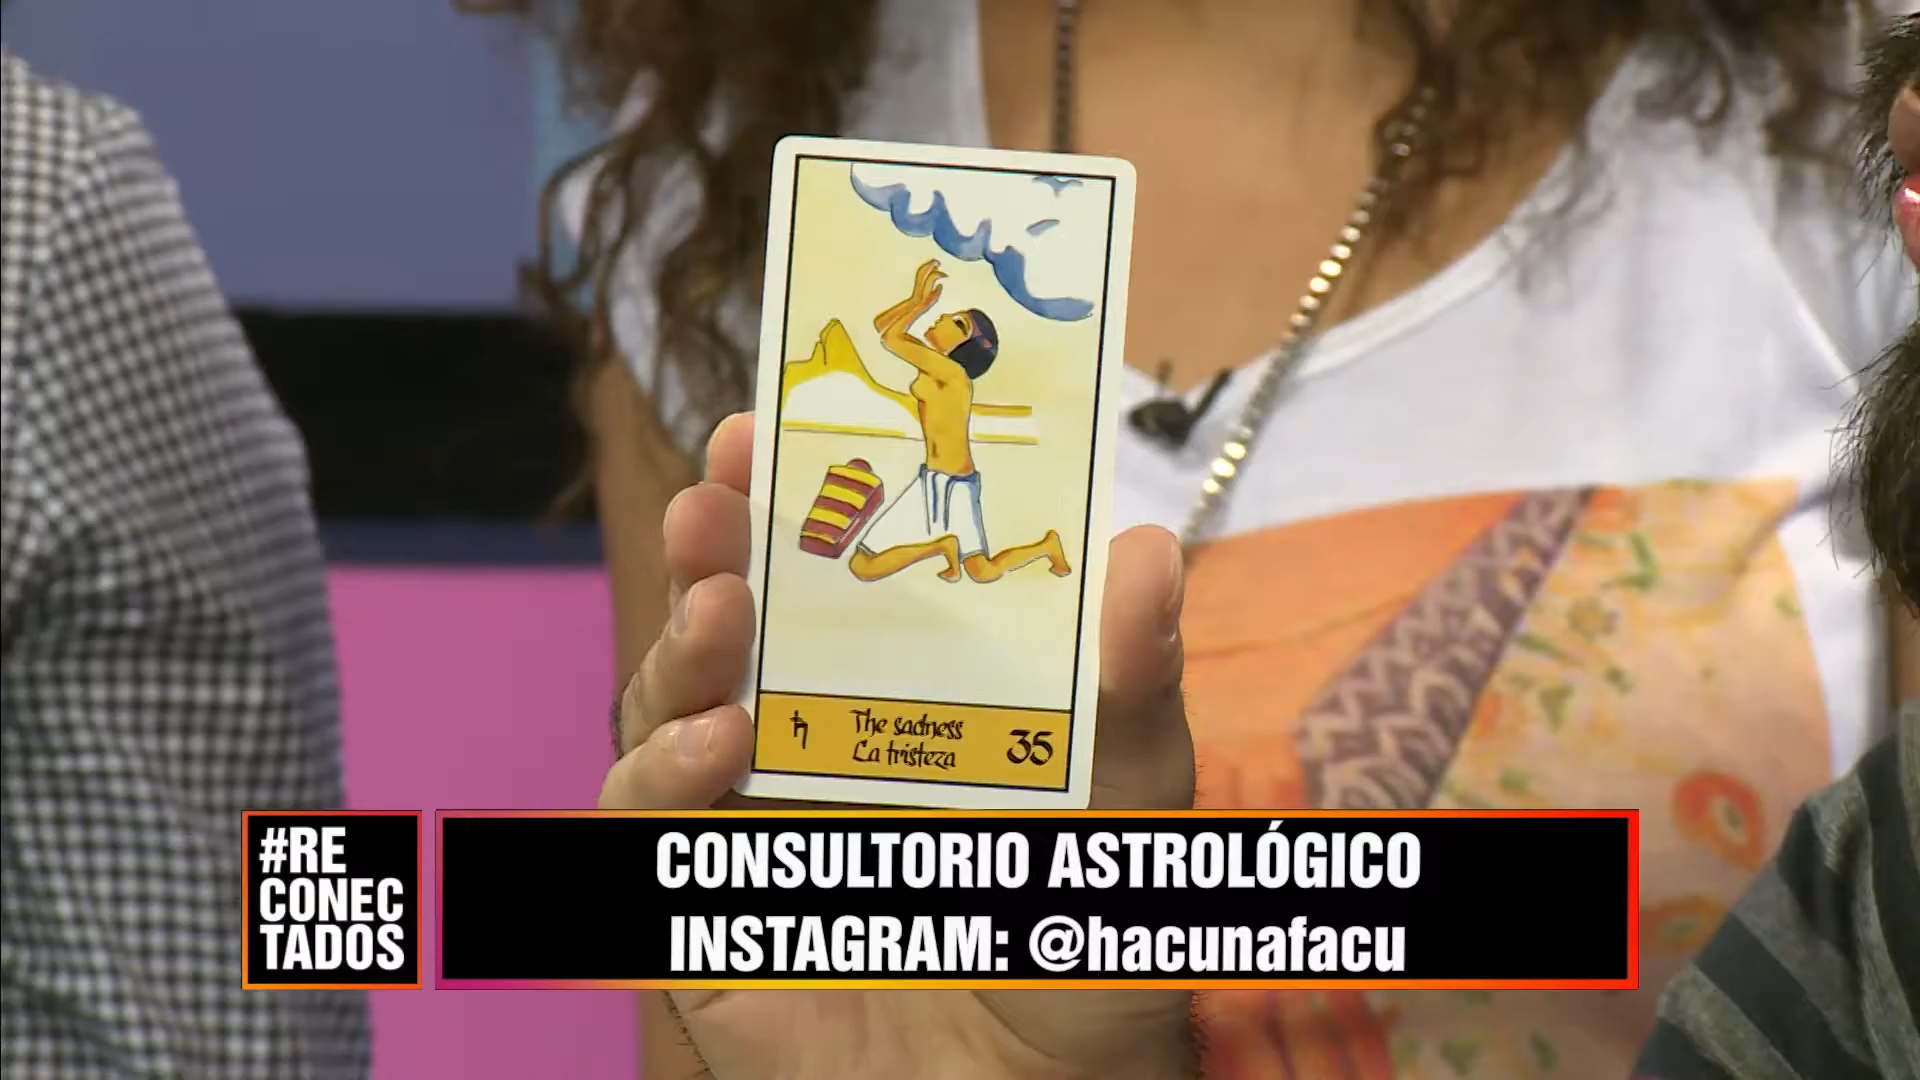 ♄
The sadness
La tristeza
35
#RE
CONEC
TADOS
CONSULTORIO ASTROLÓGICO
INSTAGRAM: @hacunafacu